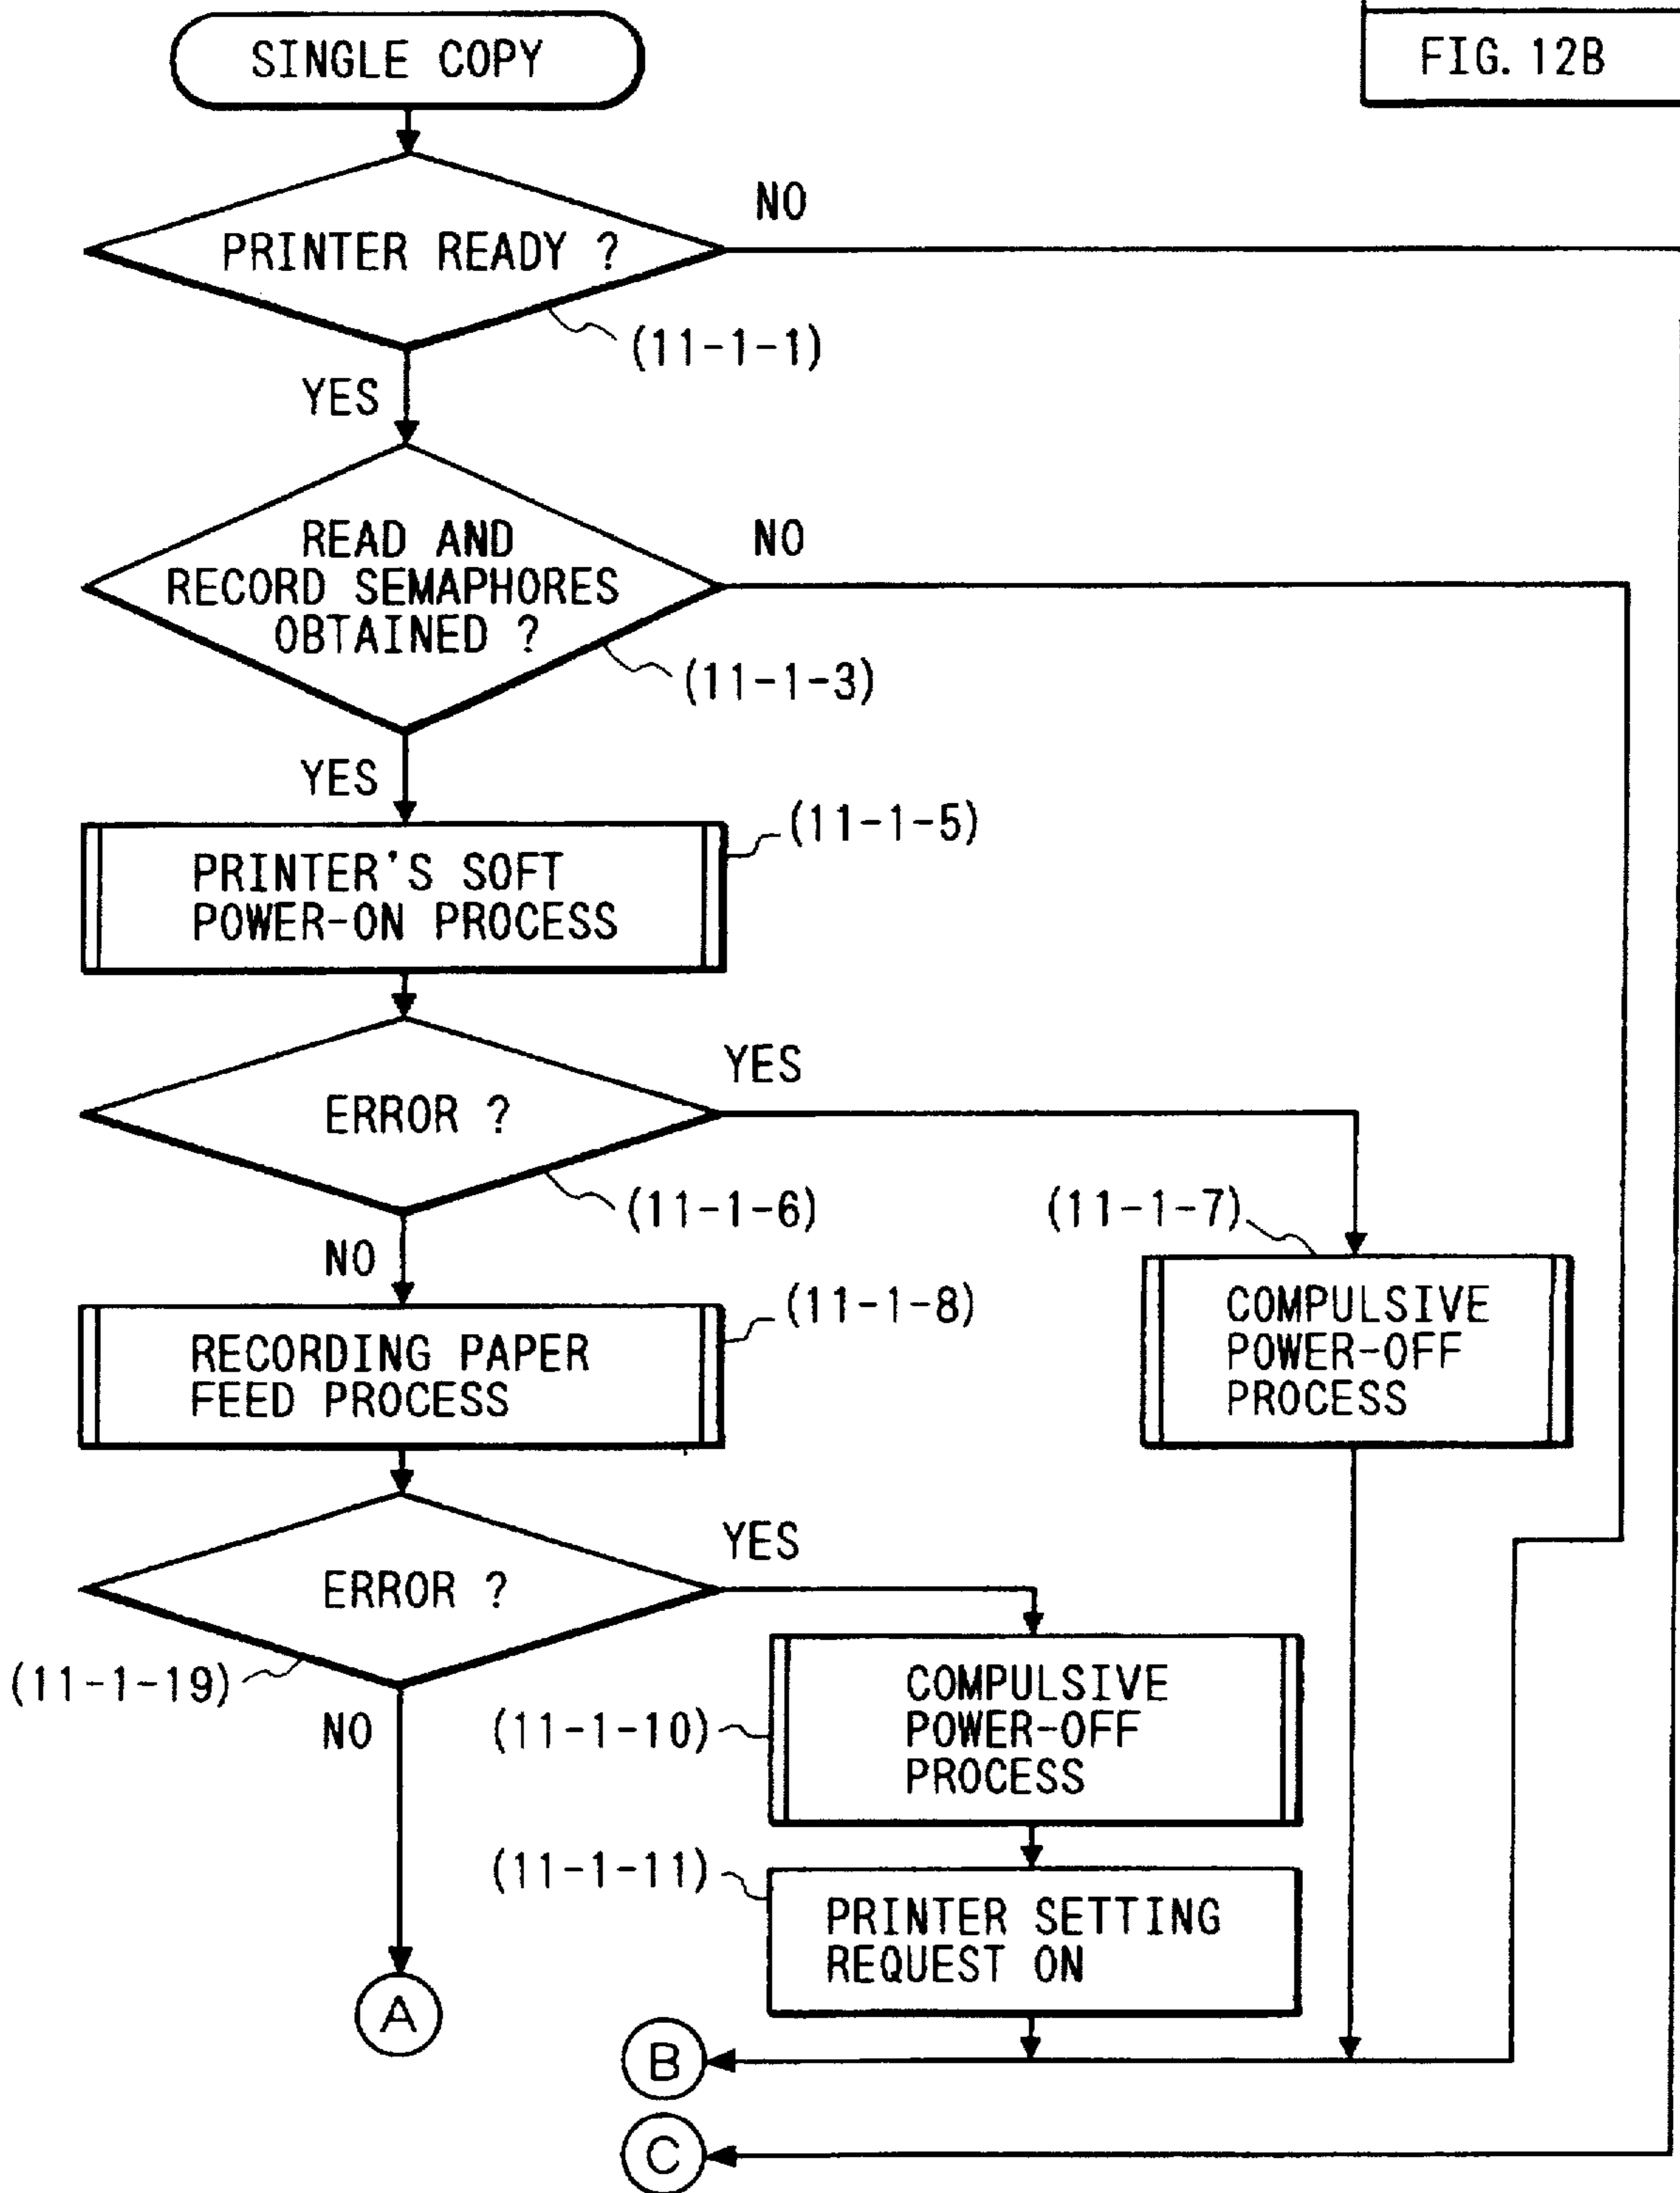 FIG. 12B
SINGLE COPY
PRINTER READY ?
NO
(11-1-1)
YES
READ AND
RECORD SEMAPHORES
OBTAINED ?
NO
(11-1-3)
YES
PRINTER'S SOFT
POWER-ON PROCESS
(11-1-5)
ERROR ?
YES
(11-1-6)
NO
(11-1-7)
COMPULSIVE
POWER-OFF
PROCESS
RECORDING PAPER
FEED PROCESS
(11-1-8)
ERROR ?
YES
(11-1-19)
NO
(11-1-10)
COMPULSIVE
POWER-OFF
PROCESS
(11-1-11)
PRINTER SETTING
REQUEST ON
A
B
C